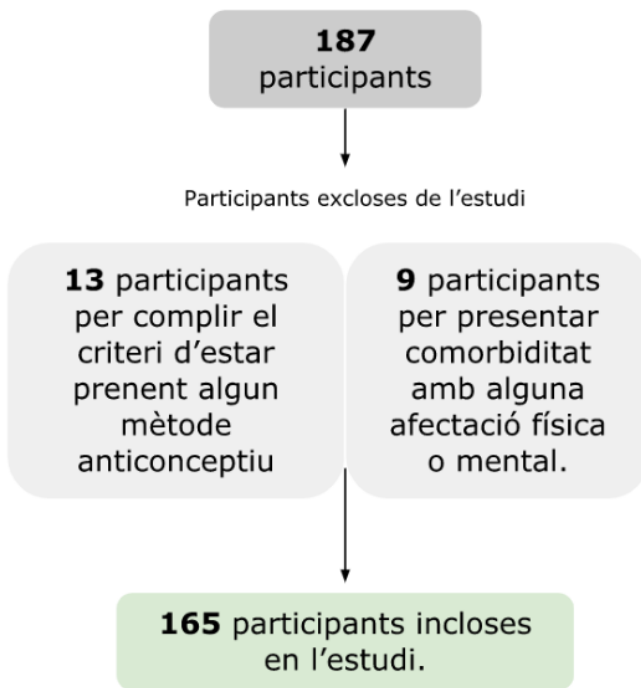 187
participants
Participants excloses de l'estudi
13 participants
per complir el
criteri d'estar
prenent algun
mètode
anticonceptiu
9 participants
per presentar
comorbiditat
amb alguna
afectació física
o mental.
165 participants incloses
en l'estudi.